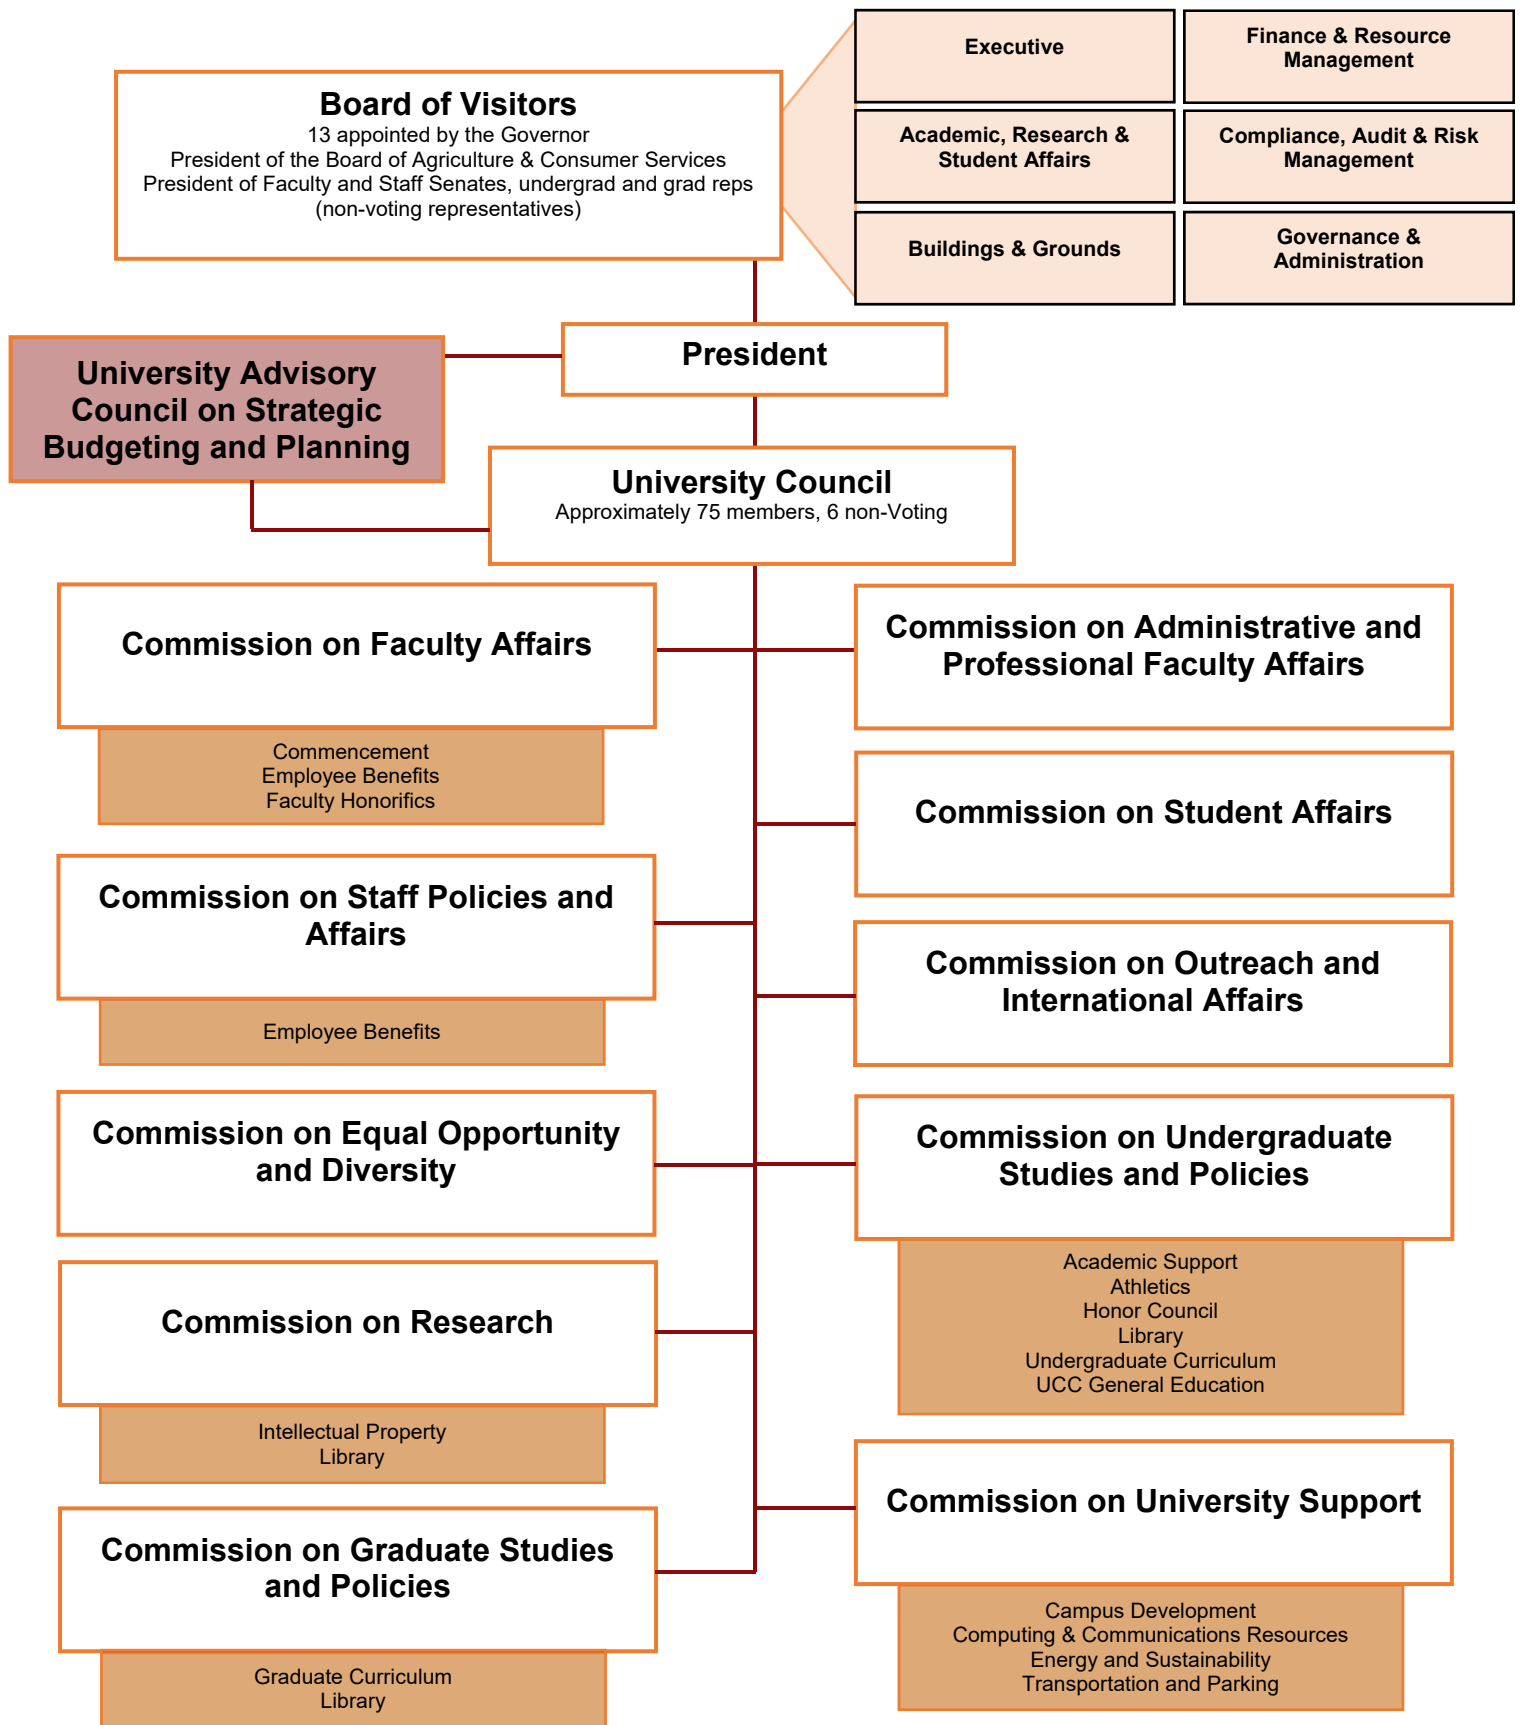 Executive
Finance & Resource
Management
Board of Visitors
13 appointed by the Governor
President of the Board of Agriculture & Consumer Services
President of Faculty and Staff Senates, undergrad and grad reps
(non-voting representatives)
Academic, Research &
Student Affairs
Compliance, Audit & Risk
Management
Buildings & Grounds
Governance &
Administration
President
University Advisory
Council on Strategic
Budgeting and Planning
University Council
Approximately 75 members, 6 non-Voting
Commission on Faculty Affairs
Commencement
Employee Benefits
Faculty Honorifics
Commission on Administrative and
Professional Faculty Affairs
Commission on Student Affairs
Commission on Staff Policies and
Affairs
Employee Benefits
Commission on Outreach and
International Affairs
Commission on Equal Opportunity
and Diversity
Commission on Undergraduate
Studies and Policies
Academic Support
Athletics
Honor Council
Library
Undergraduate Curriculum
UCC General Education
Commission on Research
Intellectual Property
Library
Commission on University Support
Campus Development
Computing & Communications Resources
Energy and Sustainability
Transportation and Parking
Commission on Graduate Studies
and Policies
Graduate Curriculum
Library